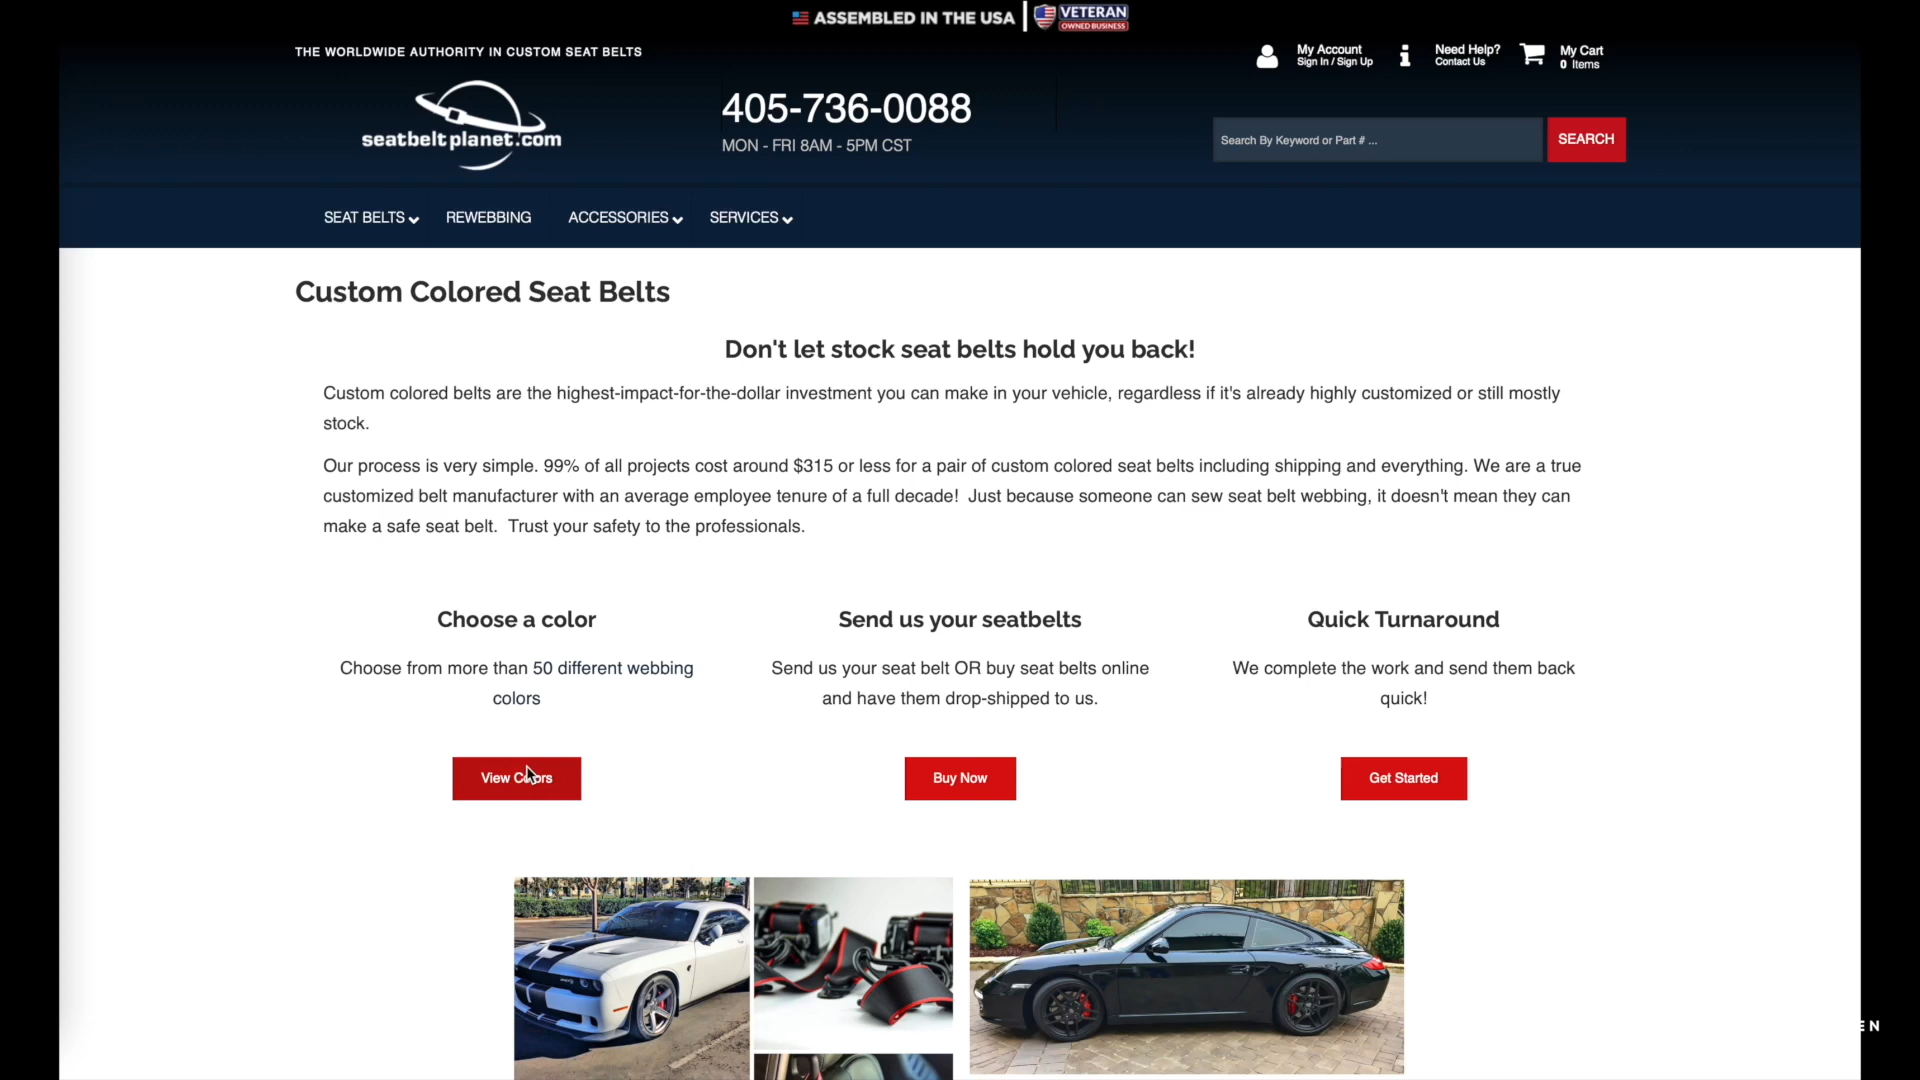 ASSEMBLED IN THE USA
VETERAN
OWNED BUSINESS
THE WORLDWIDE AUTHORITY IN CUSTOM SEAT BELTS
My Account
Sign In / Sign Up
Need Help?
Contact Us
My Cart
0 Items
seatbeltplanet.com
405-736-0088
MON - FRI 8AM - 5PM CST
Search By Keyword or Part # ...
SEARCH
SEAT BELTS
REWEBBING
ACCESSORIES
SERVICES
Custom Colored Seat Belts
Don't let stock seat belts hold you back!
Custom colored belts are the highest-impact-for-the-dollar investment you can make in your vehicle, regardless if it's already highly customized or still mostly
stock.
Our process is very simple. 99% of all projects cost around $315 or less for a pair of custom colored seat belts including shipping and everything. We are a true
customized belt manufacturer with an average employee tenure of a full decade! Just because someone can sew seat belt webbing, it doesn't mean they can
make a safe seat belt. Trust your safety to the professionals.
Choose a color
Choose from more than 50 different webbing
colors
View Colors
Send us your seatbelts
Send us your seat belt OR buy seat belts online
and have them drop-shipped to us.
Buy Now
Quick Turnaround
We complete the work and send them back
quick!
Get Started
EN